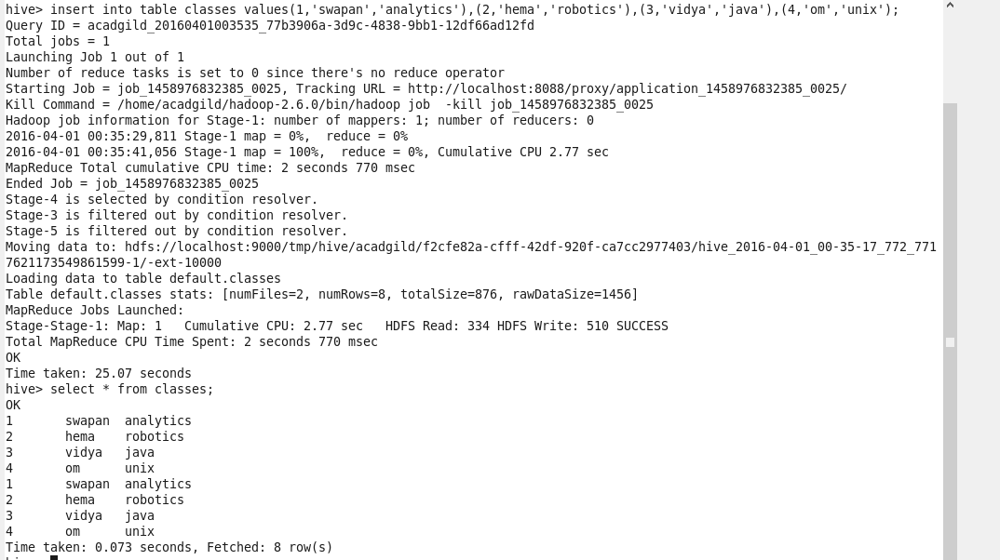 hive> insert into table classes values(1,'swapan','analytics'),(2,'hema','robotics'),(3,'vidya','java'),(4,'om','unix');
Query ID = acadgild_20160401003535_77b3906a-3d9c-4838-9bb1-12df66ad12fd
Total jobs = 1
Launching Job 1 out of 1
Number of reduce tasks is set to 0 since there's no reduce operator
Starting Job = job_1458976832385_0025, Tracking URL = http://localhost:8088/proxy/application_1458976832385_0025/
Kill Command = /home/acadgild/hadoop-2.6.0/bin/hadoop job  -kill job_1458976832385_0025
Hadoop job information for Stage-1: number of mappers: 1; number of reducers: 0
2016-04-01 00:35:29,811 Stage-1 map = 0%,  reduce = 0%
2016-04-01 00:35:41,056 Stage-1 map = 100%,  reduce = 0%, Cumulative CPU 2.77 sec
MapReduce Total cumulative CPU time: 2 seconds 770 msec
Ended Job = job_1458976832385_0025
Stage-4 is selected by condition resolver.
Stage-3 is filtered out by condition resolver.
Stage-5 is filtered out by condition resolver.
Moving data to: hdfs://localhost:9000/tmp/hive/acadgild/f2cfe82a-cfff-42df-920f-ca7cc2977403/hive_2016-04-01_00-35-17_772_771
7621173549861599-1/-ext-10000
Loading data to table default.classes
Table default.classes stats: [numFiles=2, numRows=8, totalSize=876, rawDataSize=1456]
MapReduce Jobs Launched:
Stage-Stage-1: Map: 1   Cumulative CPU: 2.77 sec   HDFS Read: 334 HDFS Write: 510 SUCCESS
Total MapReduce CPU Time Spent: 2 seconds 770 msec
OK
Time taken: 25.07 seconds
hive> select * from classes;
OK
1       swapan  analytics
2       hema    robotics
3       vidya   java
4       om      unix
1       swapan  analytics
2       hema    robotics
3       vidya   java
4       om      unix
Time taken: 0.073 seconds, Fetched: 8 row(s)